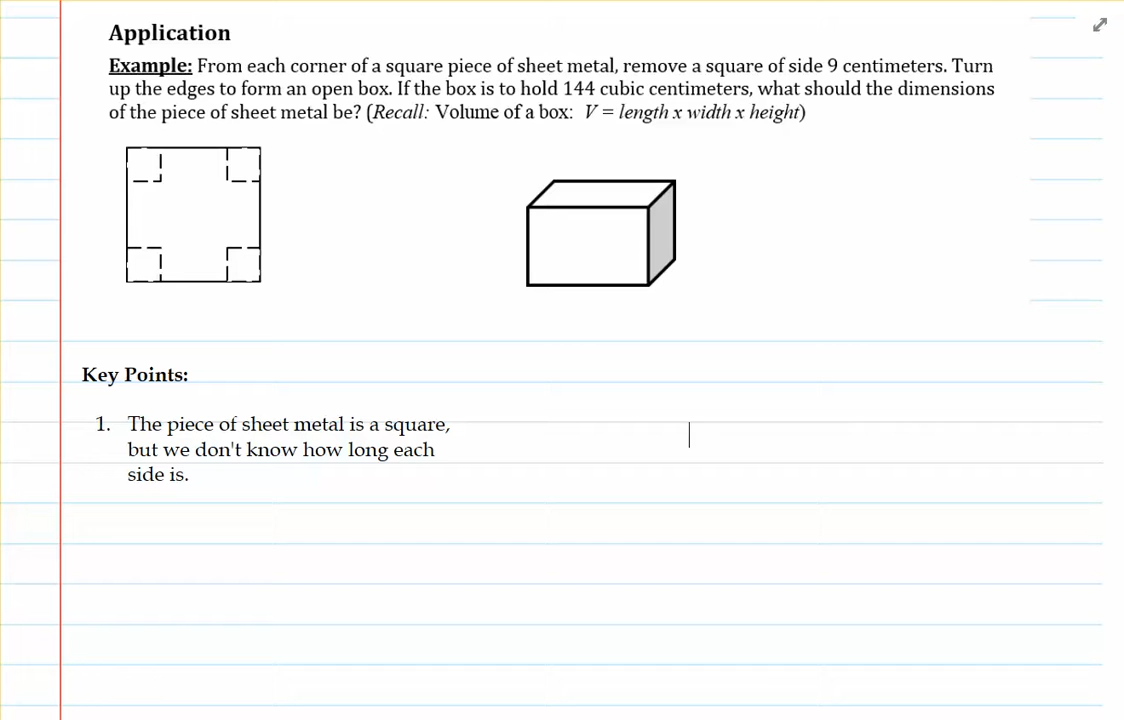 Application
Example: From each corner of a square piece of sheet metal, remove a square of side 9 centimeters. Turn
up the edges to form an open box. If the box is to hold 144 cubic centimeters, what should the dimensions
of the piece of sheet metal be? (Recall: Volume of a box: V = length x width x height)
Key Points:
1. The piece of sheet metal is a square,
but we don't know how long each
side is.